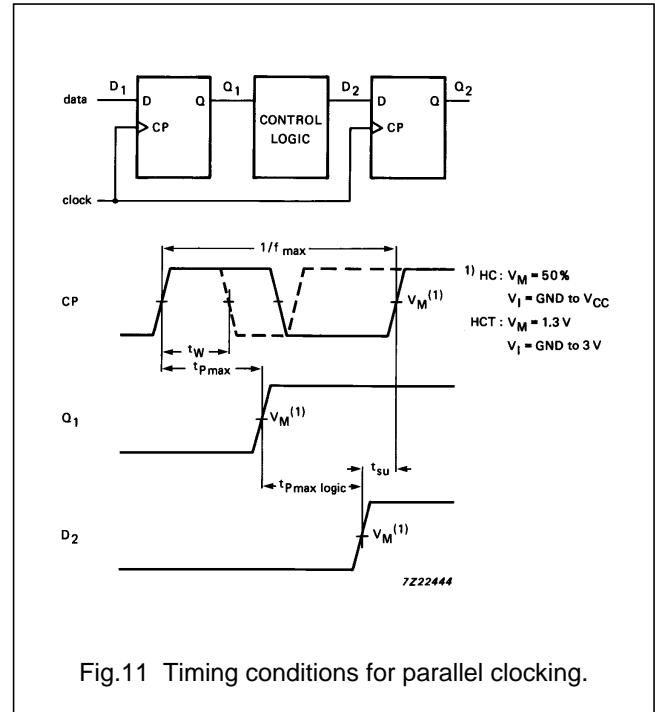 D1 Q1 D2 Q2
data D Q CONTROL LOGIC D Q
CP CP
clock
1/f max
CP VM(1)
1) HC : VM = 50%
VI = GND to VCC
HCT : VM = 1.3 V
VI = GND to 3 V
tW
tPmax
Q1 VM(1)
tsu
tPmax logic
D2 VM(1)
7Z22444
Fig.11 Timing conditions for parallel clocking.